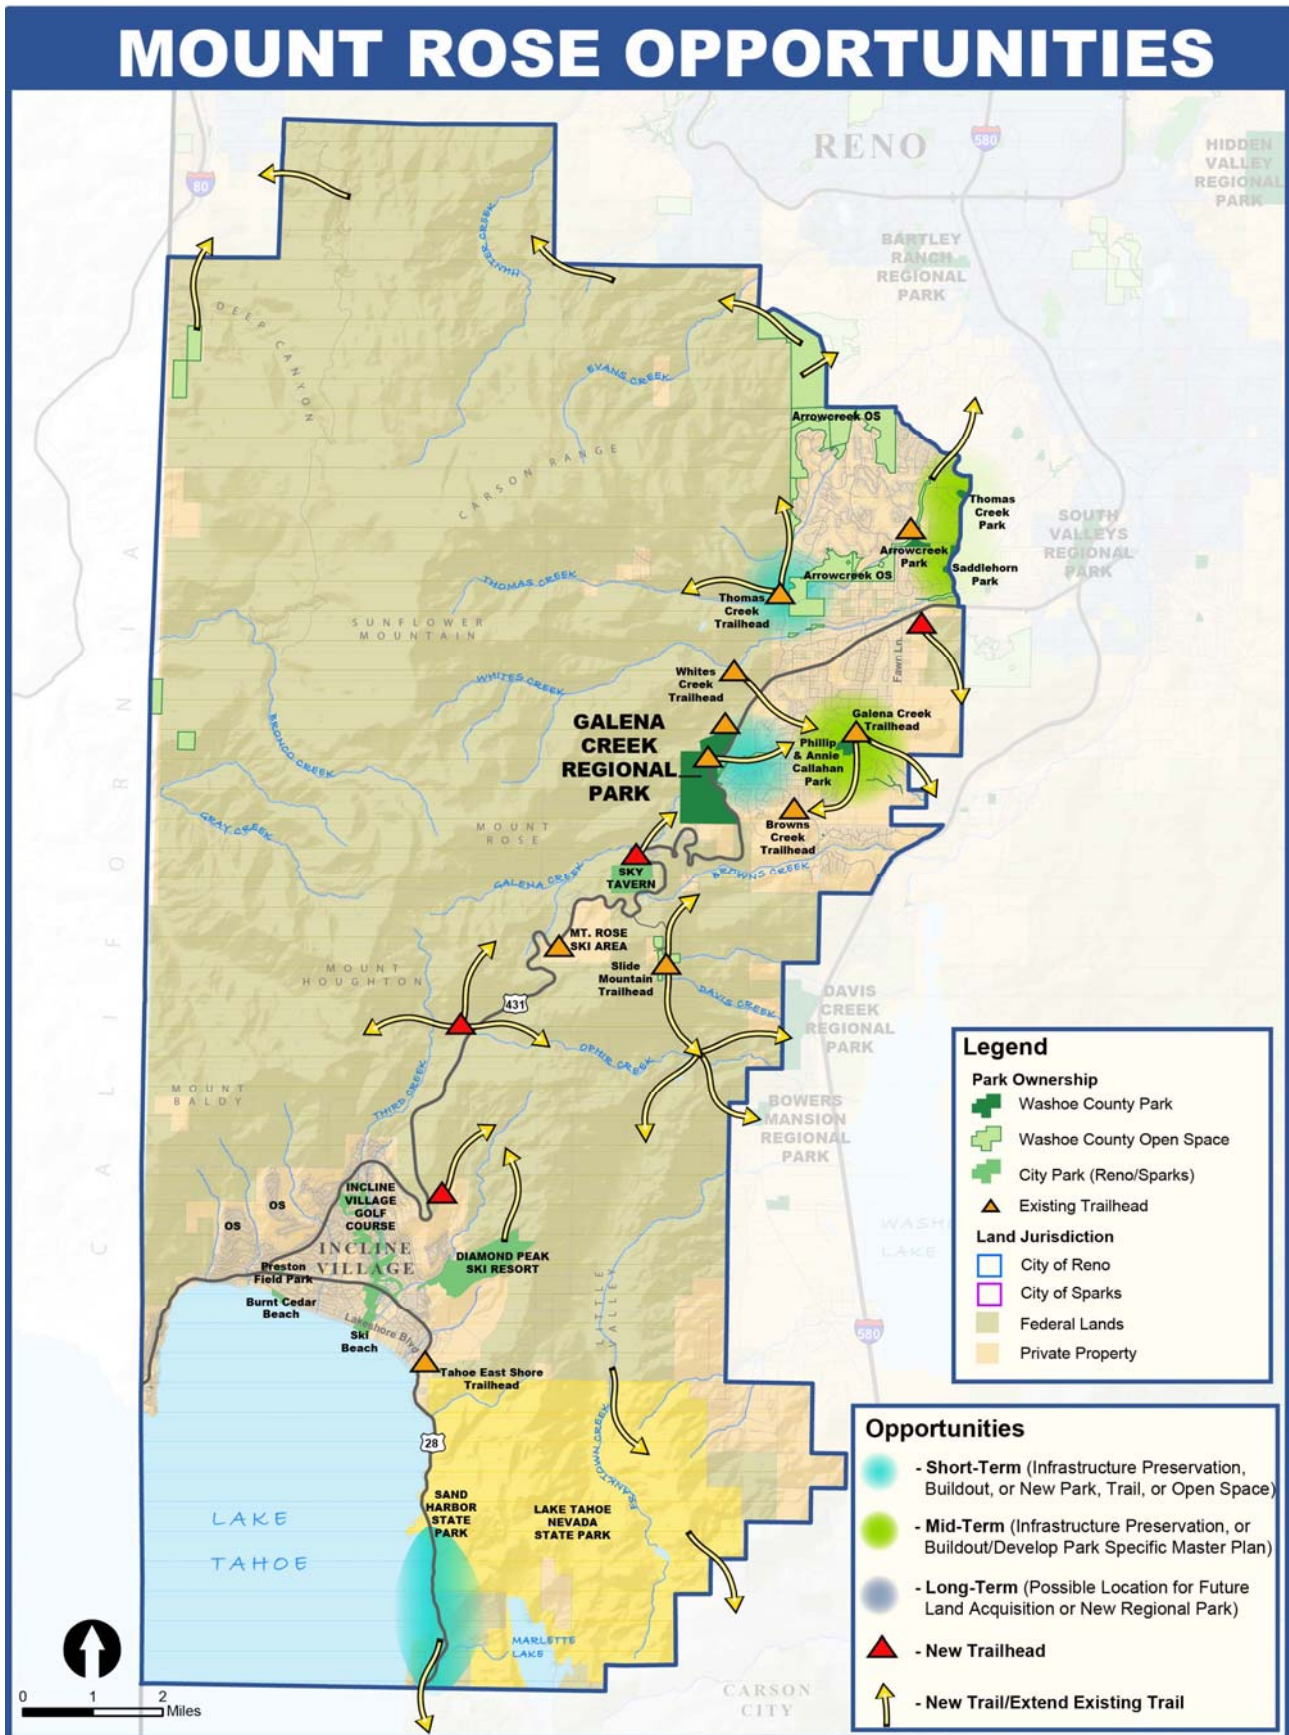 MOUNT ROSE OPPORTUNITIES
RENO
580
HIDDEN
VALLEY
REGIONAL
PARK
80
HUNTER CREEK
BARTLEY
RANCH
REGIONAL
PARK
DEEP CANYON
EVANS CREEK
Arrowcreek OS
CARSON RANGE
Thomas
Creek
Park
SOUTH
VALLEYS
REGIONAL
PARK
Arrowcreek
Park
Saddlehorn
Park
Arrowcreek OS
THOMAS CREEK
Thomas
Creek
Trailhead
SUNFLOWER
MOUNTAIN
Fawn Ln.
Whites
Creek
Trailhead
WHITES CREEK
GALENA
CREEK
REGIONAL
PARK
Galena Creek
Trailhead
Phillip
& Annie
Callahan
Park
BRONCO CREEK
GRAY CREEK
MOUNT
ROSE
Browns
Creek
Trailhead
CALIFORNIA
GALENA CREEK
SKY
TAVERN
BROWNS CREEK
MT. ROSE
SKI AREA
Slide
Mountain
Trailhead
MOUNT
HOUGHTON
431
DAVIS CREEK
DAVIS
CREEK
REGIONAL
PARK
OPHIR CREEK
THIRD CREEK
MOUNT
BALDY
BOWERS
MANSION
REGIONAL
PARK
INCLINE
VILLAGE
GOLF
COURSE
OS
OS
INCLINE
VILLAGE
DIAMOND PEAK
SKI RESORT
WASH
LAKE
Preston
Field Park
Burnt Cedar
Beach
Lakeshore Blvd
Ski
Beach
LITTLE
VALLEY
580
Tahoe East Shore
Trailhead
28
FRANKTOWN CREEK
SAND
HARBOR
STATE
PARK
LAKE TAHOE
NEVADA
STATE PARK
LAKE
TAHOE
MARLETTE
LAKE
CARSON
CITY
0 1 2
Miles
Legend
Park Ownership
Washoe County Park
Washoe County Open Space
City Park (Reno/Sparks)
Existing Trailhead
Land Jurisdiction
City of Reno
City of Sparks
Federal Lands
Private Property
Opportunities
- Short-Term (Infrastructure Preservation,
Buildout, or New Park, Trail, or Open Space)
- Mid-Term (Infrastructure Preservation, or
Buildout/Develop Park Specific Master Plan)
- Long-Term (Possible Location for Future
Land Acquisition or New Regional Park)
- New Trailhead
- New Trail/Extend Existing Trail